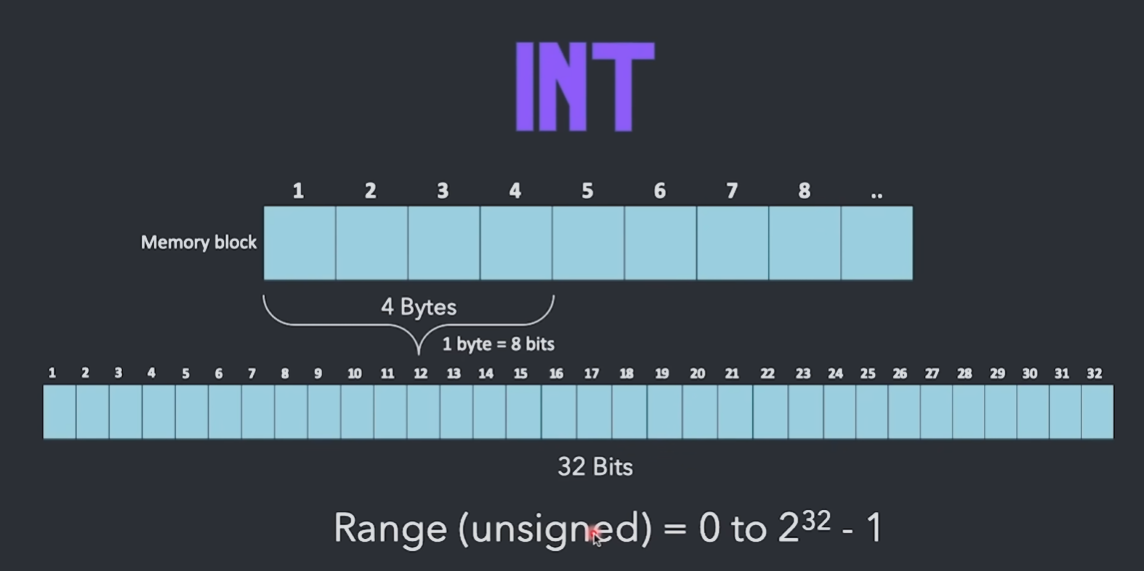 INT
1 2 3 4 5 6 7 8 ..
Memory block
4 Bytes
1 byte = 8 bits
1 2 3 4 5 6 7 8 9 10 11 12 13 14 15 16 17 18 19 20 21 22 23 24 25 26 27 28 29 30 31 32
32 Bits
Range (unsigned) = 0 to 2³² - 1